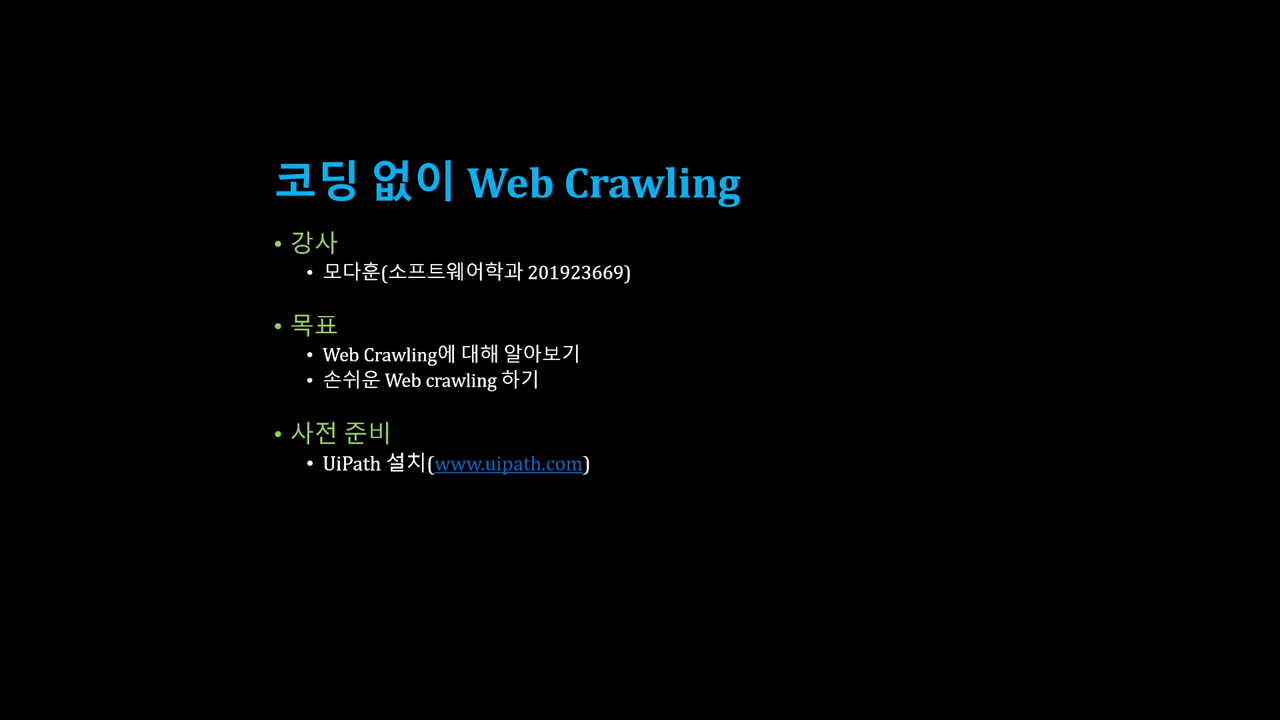 코딩 없이 Web Crawling
• 강사
• 모다훈(소프트웨어학과 201923669)
• 목표
• Web Crawling에 대해 알아보기
• 손쉬운 Web crawling 하기
• 사전 준비
• UiPath 설치(www.uipath.com)